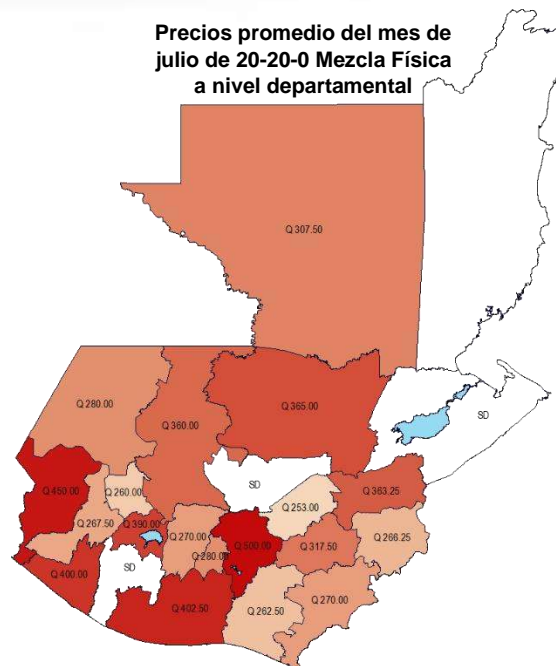 Precios promedio del mes de
julio de 20-20-0 Mezcla Física
a nivel departamental
Q 307.50
Q 280.00
Q 360.00
Q 365.00
SD
Q 450.00
Q 260.00
SD
Q 253.00
Q 363.25
Q 267.50
Q 390.00
Q 270.00
Q 280.00
Q 500.00
Q 317.50
Q 266.25
Q 400.00
SD
Q 402.50
Q 262.50
Q 270.00